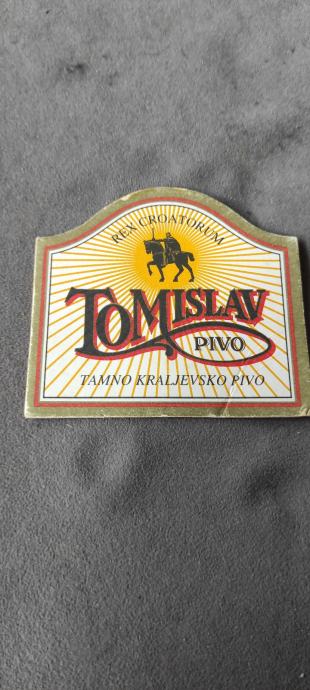 REX CROATORUM
TOMISLAV
PIVO
TAMNO KRALJEVSKO PIVO